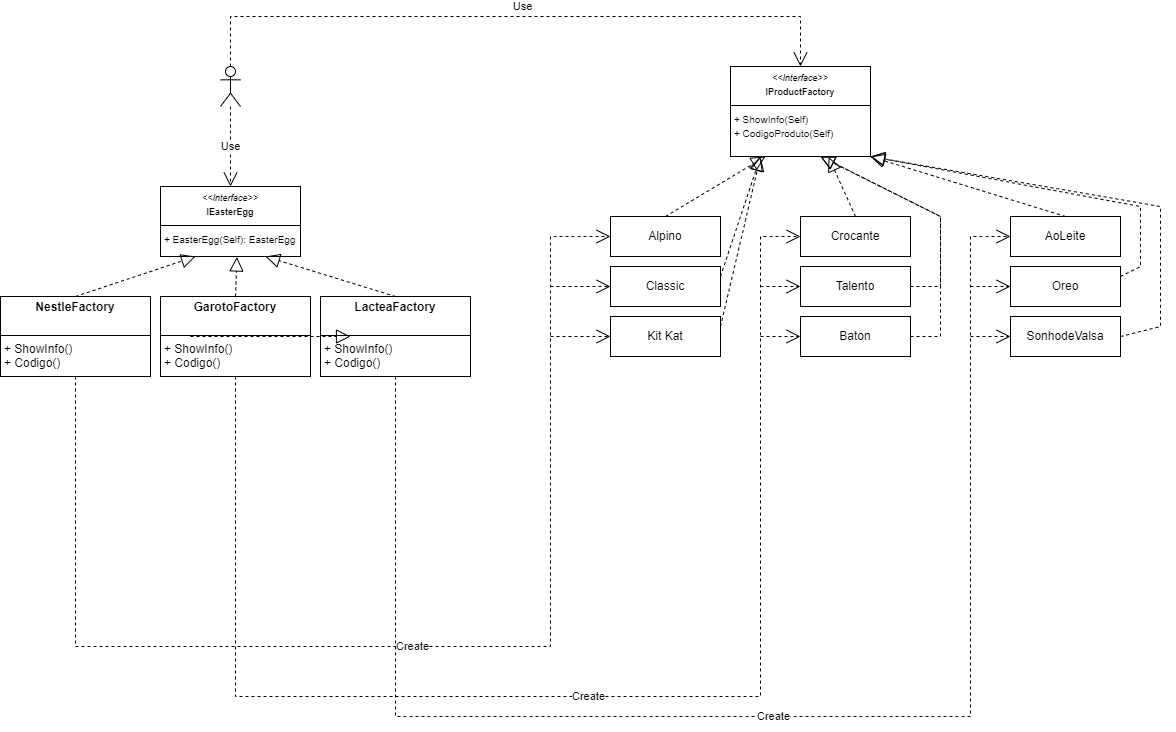 Use
<<Interface>>
IProductFactory
+ ShowInfo(Self)
+ CodigoProduto(Self)
Use
<<Interface>>
IEasterEgg
+ EasterEgg(Self): EasterEgg
Alpino
Crocante
AoLeite
Classic
Talento
Oreo
Kit Kat
Baton
SonhodeValsa
NestleFactory
+ ShowInfo()
+ Codigo()
GarotoFactory
+ ShowInfo()
+ Codigo()
LacteaFactory
+ ShowInfo()
+ Codigo()
Create
Create
Create